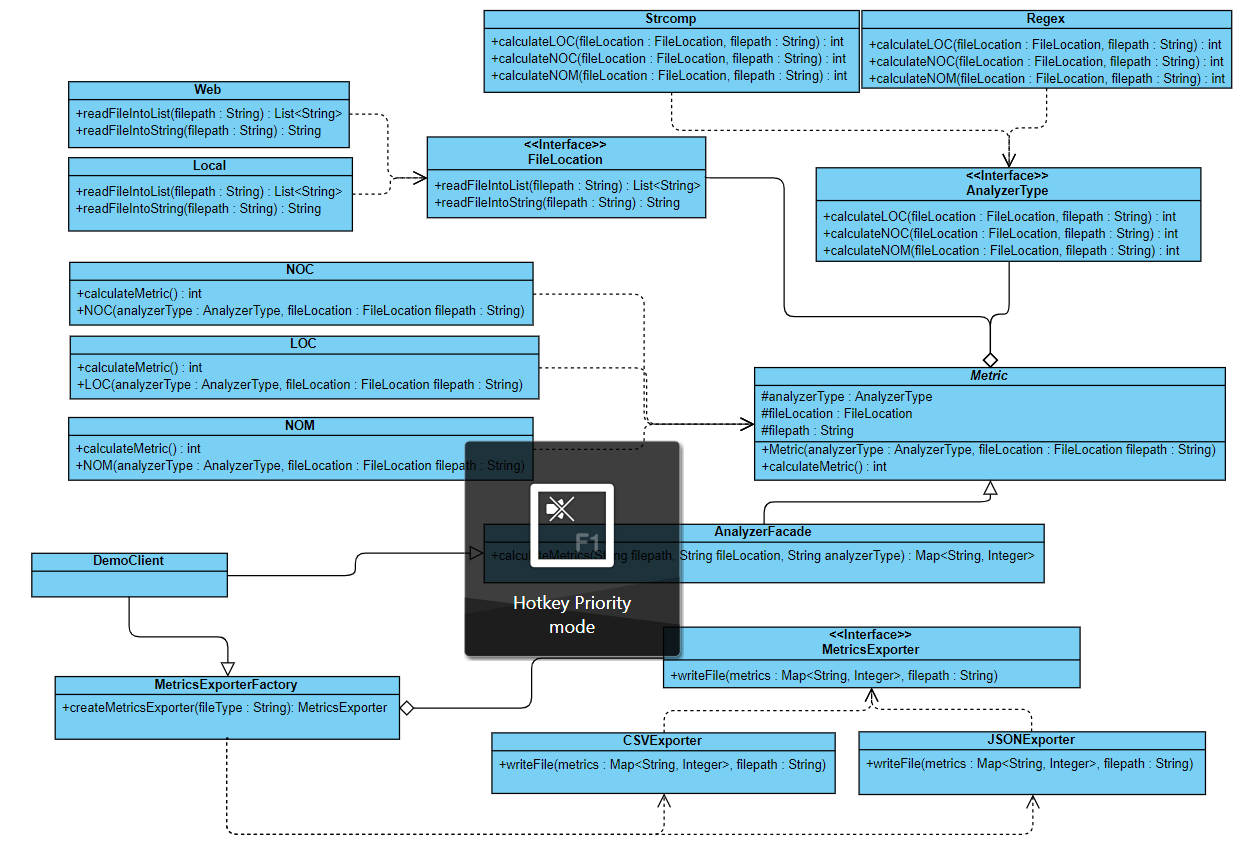 Strcomp
+calculateLOC(fileLocation : FileLocation, filepath : String) : int
+calculateNOC(fileLocation : FileLocation, filepath : String) : int
+calculateNOM(fileLocation : FileLocation, filepath : String) : int
Regex
+calculateLOC(fileLocation : FileLocation, filepath : String) : int
+calculateNOC(fileLocation : FileLocation, filepath : String) : int
+calculateNOM(fileLocation : FileLocation, filepath : String) : int
Web
+readFileIntoList(filepath : String) : List<String>
+readFileIntoString(filepath : String) : String
Local
+readFileIntoList(filepath : String) : List<String>
+readFileIntoString(filepath : String) : String
<<Interface>>
FileLocation
+readFileIntoList(filepath : String) : List<String>
+readFileIntoString(filepath : String) : String
<<Interface>>
AnalyzerType
+calculateLOC(fileLocation : FileLocation, filepath : String) : int
+calculateNOC(fileLocation : FileLocation, filepath : String) : int
+calculateNOM(fileLocation : FileLocation, filepath : String) : int
NOC
+calculateMetric() : int
+NOC(analyzerType : AnalyzerType, fileLocation : FileLocation filepath : String)
LOC
+calculateMetric() : int
+LOC(analyzerType : AnalyzerType, fileLocation : FileLocation filepath : String)
NOM
+calculateMetric() : int
+NOM(analyzerType : AnalyzerType, fileLocation : FileLocation filepath : String)
Metric
#analyzerType : AnalyzerType
#fileLocation : FileLocation
#filepath : String
+Metric(analyzerType : AnalyzerType, fileLocation : FileLocation filepath : String)
+calculateMetric() : int
AnalyzerFacade
+calculateMetrics(String filepath, String fileLocation, String analyzerType) : Map<String, Integer>
F1
Hotkey Priority
mode
DemoClient
<<Interface>>
MetricsExporter
+writeFile(metrics : Map<String, Integer>, filepath : String)
MetricsExporterFactory
+createMetricsExporter(fileType : String): MetricsExporter
CSVExporter
+writeFile(metrics : Map<String, Integer>, filepath : String)
JSONExporter
+writeFile(metrics : Map<String, Integer>, filepath : String)